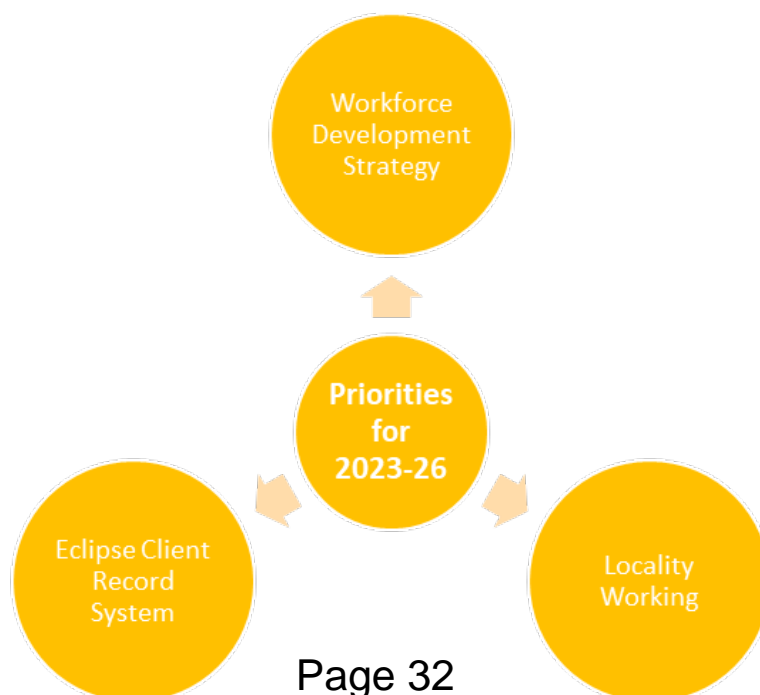 Workforce
Development
Strategy
Priorities
for
2023-26
Eclipse Client
Record
System
Locality
Working
Page 32